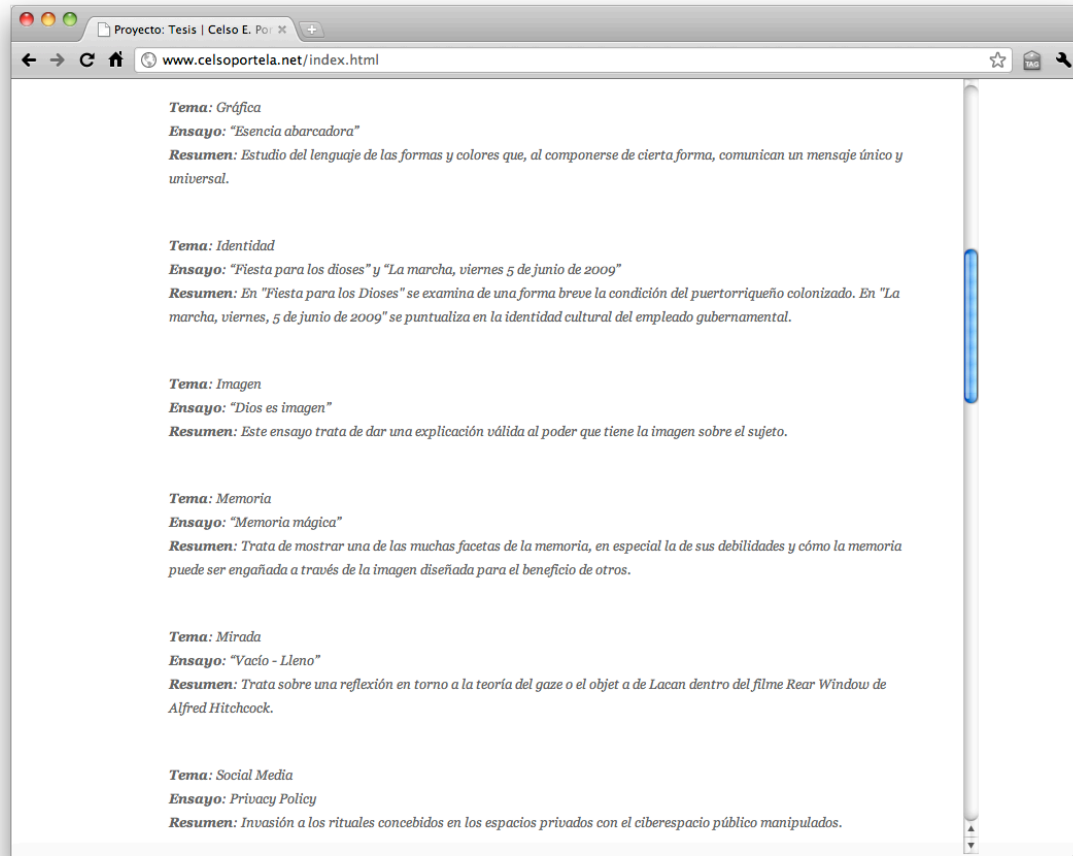 Proyecto: Tesis | Celso E. Por
www.celsoportela.net/index.html
TAG
Tema: Gráfica
Ensayo: “Esencia abarcadora”
Resumen: Estudio del lenguaje de las formas y colores que, al componerse de cierta forma, comunican un mensaje único y
universal.
Tema: Identidad
Ensayo: “Fiesta para los dioses” y “La marcha, viernes 5 de junio de 2009”
Resumen: En "Fiesta para los Dioses" se examina de una forma breve la condición del puertorriqueño colonizado. En "La
marcha, viernes, 5 de junio de 2009" se puntualiza en la identidad cultural del empleado gubernamental.
Tema: Imagen
Ensayo: “Dios es imagen”
Resumen: Este ensayo trata de dar una explicación válida al poder que tiene la imagen sobre el sujeto.
Tema: Memoria
Ensayo: “Memoria mágica”
Resumen: Trata de mostrar una de las muchas facetas de la memoria, en especial la de sus debilidades y cómo la memoria
puede ser engañada a través de la imagen diseñada para el beneficio de otros.
Tema: Mirada
Ensayo: “Vacío - Lleno”
Resumen: Trata sobre una reflexión en torno a la teoría del gaze o el objet a de Lacan dentro del filme Rear Window de
Alfred Hitchcock.
Tema: Social Media
Ensayo: Privacy Policy
Resumen: Invasión a los rituales concebidos en los espacios privados con el ciberespacio público manipulados.